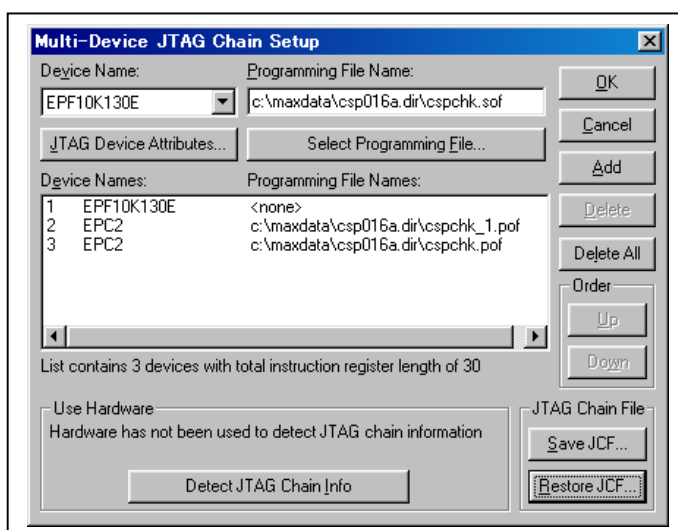 Multi-Device JTAG Chain Setup
Device Name:
Programming File Name:
EPF10K130E
c:\maxdata\csp016a.dir\cspchk.sof
OK
Cancel
JTAG Device Attributes...
Select Programming File...
Add
Device Names:
Programming File Names:
1 EPF10K130E <none>
2 EPC2 c:\maxdata\csp016a.dir\cspchk_1.pof
3 EPC2 c:\maxdata\csp016a.dir\cspchk.pof
Delete
Delete All
Order
Up
Down
List contains 3 devices with total instruction register length of 30
Use Hardware
Hardware has not been used to detect JTAG chain information
Detect JTAG Chain Info
JTAG Chain File
Save JCF...
Restore JCF...